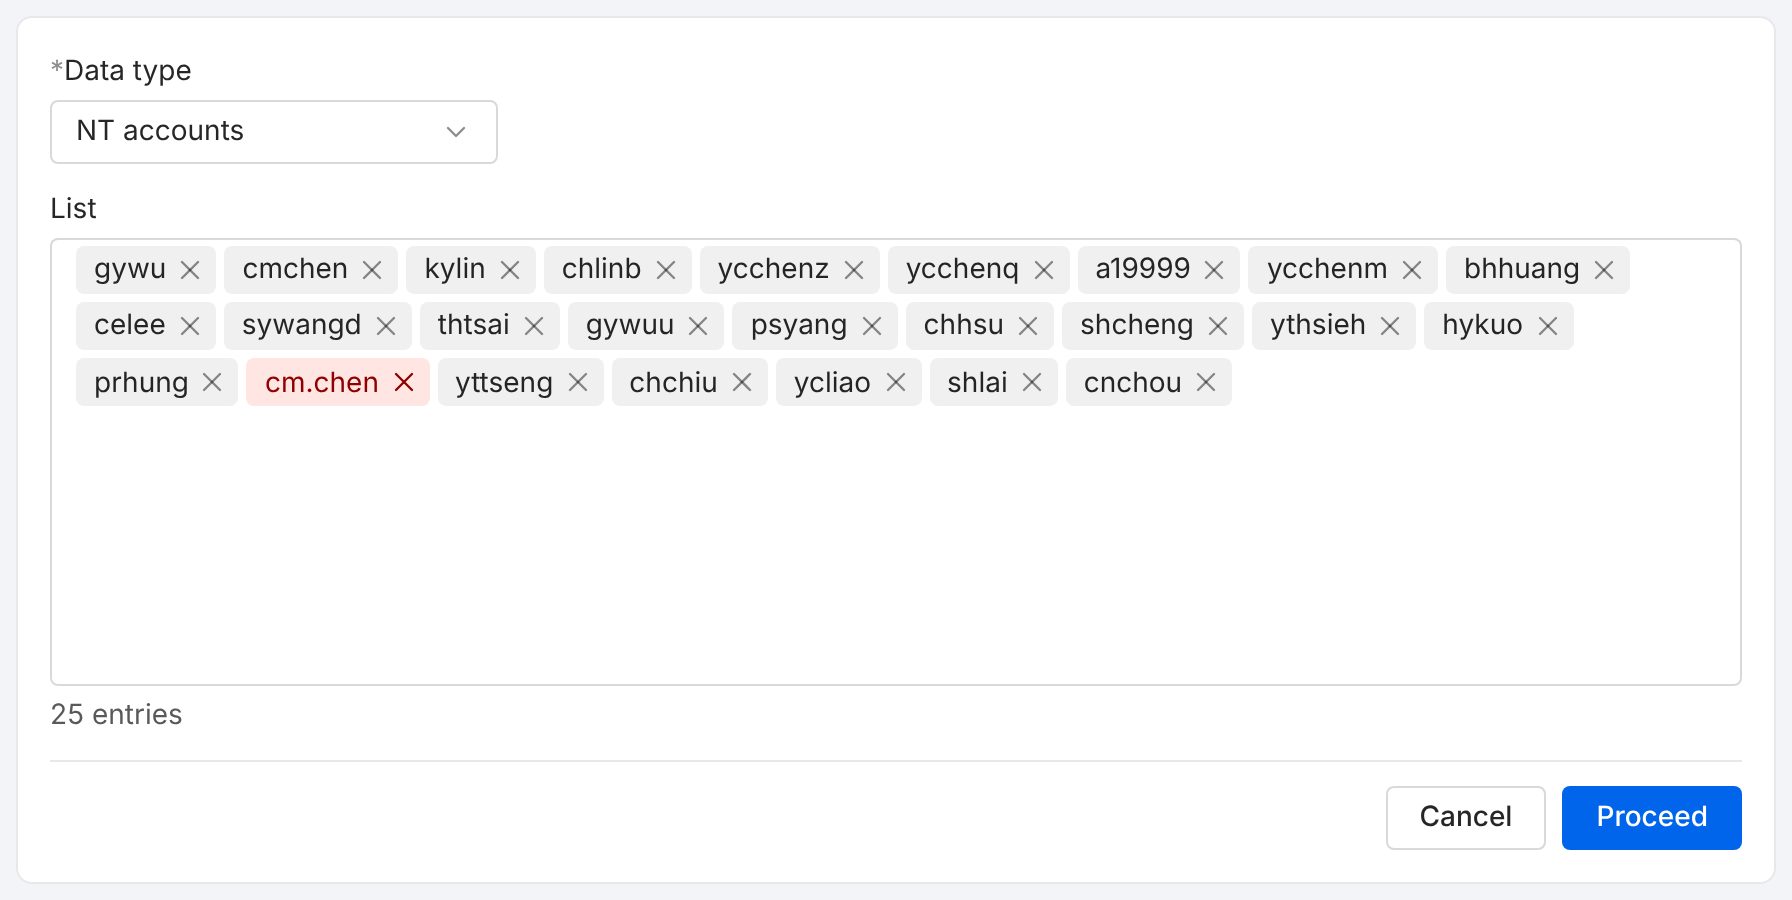 *Data type
NT accounts
List
gywu cmchen kylin chlinb ycchenz ycchenq a19999 ycchenm bhhuang
celee sywangd thtsai gywuu psyang chhsu shcheng ythsieh hykuo
prhung cm.chen yttseng chchiu ycliao shlai cnchou
25 entries
Cancel Proceed